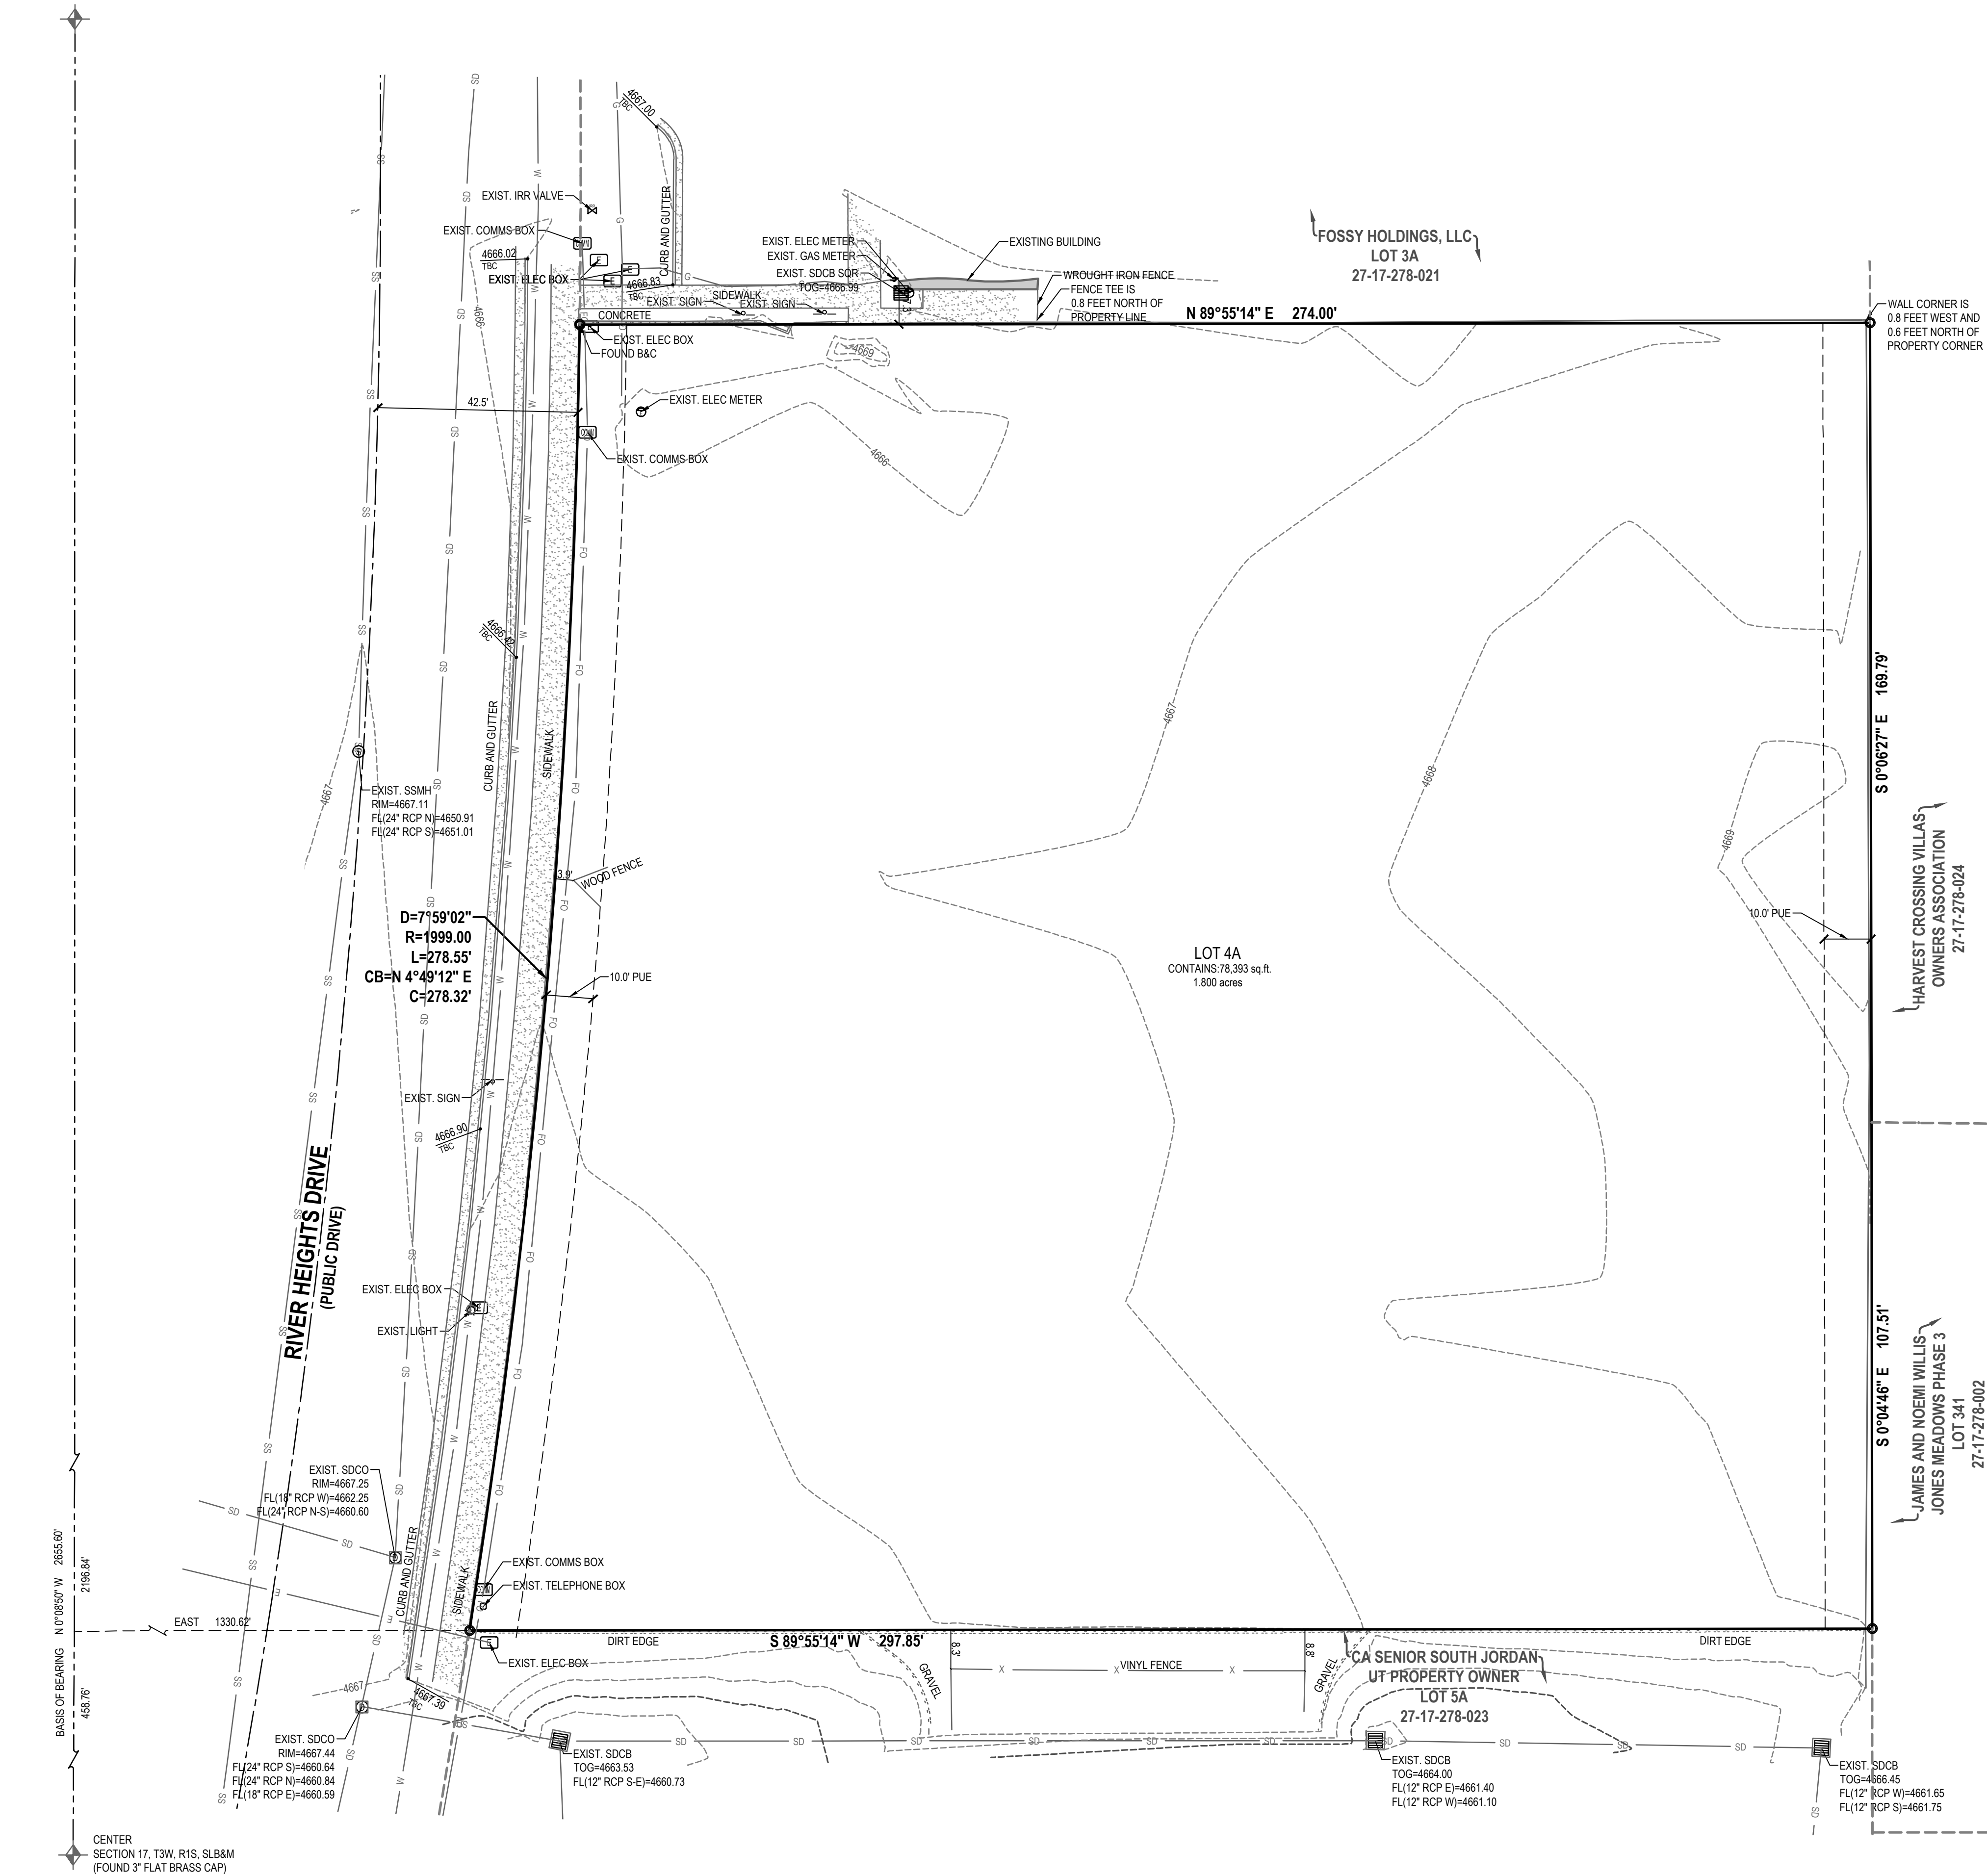 4667.00
TBC
EXIST. IRR VALVE
EXIST. COMMS BOX
COMM
4666.02
TBC
CURB AND GUTTER
EXIST. ELEC BOX
4666.83
TBC
SIDEWALK
EXIST. SIGN
EXIST. SIGN
CONCRETE
EXIST. ELEC METER
EXIST. GAS METER
EXIST. SDCB SQR
TOG=4666.99
EXISTING BUILDING
WROUGHT IRON FENCE
FENCE TEE IS
0.8 FEET NORTH OF
PROPERTY LINE
FOSSY HOLDINGS, LLC
LOT 3A
27-17-278-021
N 89°55'14" E 274.00'
WALL CORNER IS
0.8 FEET WEST AND
0.6 FEET NORTH OF
PROPERTY CORNER
EXIST. ELEC BOX
FOUND B&C
4666
4669
42.5'
EXIST. ELEC METER
COMM
EXIST. COMMS BOX
4666
4666.42
TBC
CURB AND GUTTER
SIDEWALK
4667
4668
4669
S 0°06'27" E 169.79'
4667
EXIST. SSMH
RIM=4667.11
FL(24" RCP N)=4650.91
FL(24" RCP S)=4651.01
3.9'
WOOD FENCE
D=7°59'02"
R=1999.00
L=278.55'
CB=N 4°49'12" E
C=278.32'
10.0' PUE
LOT 4A
CONTAINS:78,393 sq.ft.
1.800 acres
10.0' PUE
HARVEST CROSSING VILLAS
OWNERS ASSOCIATION
27-17-278-024
EXIST. SIGN
4666.90
TBC
RIVER HEIGHTS DRIVE
(PUBLIC DRIVE)
EXIST. ELEC BOX
EXIST. LIGHT
S 0°04'46" E 107.51'
JAMES AND NOEMI WILLIS
JONES MEADOWS PHASE 3
LOT 341
27-17-278-002
EXIST. SDCO
RIM=4667.25
FL(18" RCP W)=4662.25
FL(24" RCP N-S)=4660.60
CURB AND GUTTER
SIDEWALK
EXIST. COMMS BOX
COMM
EXIST. TELEPHONE BOX
BASIS OF BEARING N 0°08'50" W 2655.60'
2196.84'
458.76'
EAST 1330.62'
EXIST. ELEC BOX
DIRT EDGE
S 89°55'14" W 297.85'
8.3'
GRAVEL
VINYL FENCE
8.8'
GRAVEL
CA SENIOR SOUTH JORDAN
UT PROPERTY OWNER
LOT 5A
27-17-278-023
DIRT EDGE
4667
4667.39
TBC
EXIST. SDCO
RIM=4667.44
FL(24" RCP S)=4660.64
FL(24" RCP N)=4660.84
FL(18" RCP E)=4660.59
EXIST. SDCB
TOG=4663.53
FL(12" RCP S-E)=4660.73
EXIST. SDCB
TOG=4664.00
FL(12" RCP E)=4661.40
FL(12" RCP W)=4661.10
EXIST. SDCB
TOG=4666.45
FL(12" RCP W)=4661.65
FL(12" RCP S)=4661.75
CENTER
SECTION 17, T3W, R1S, SLB&M
(FOUND 3" FLAT BRASS CAP)